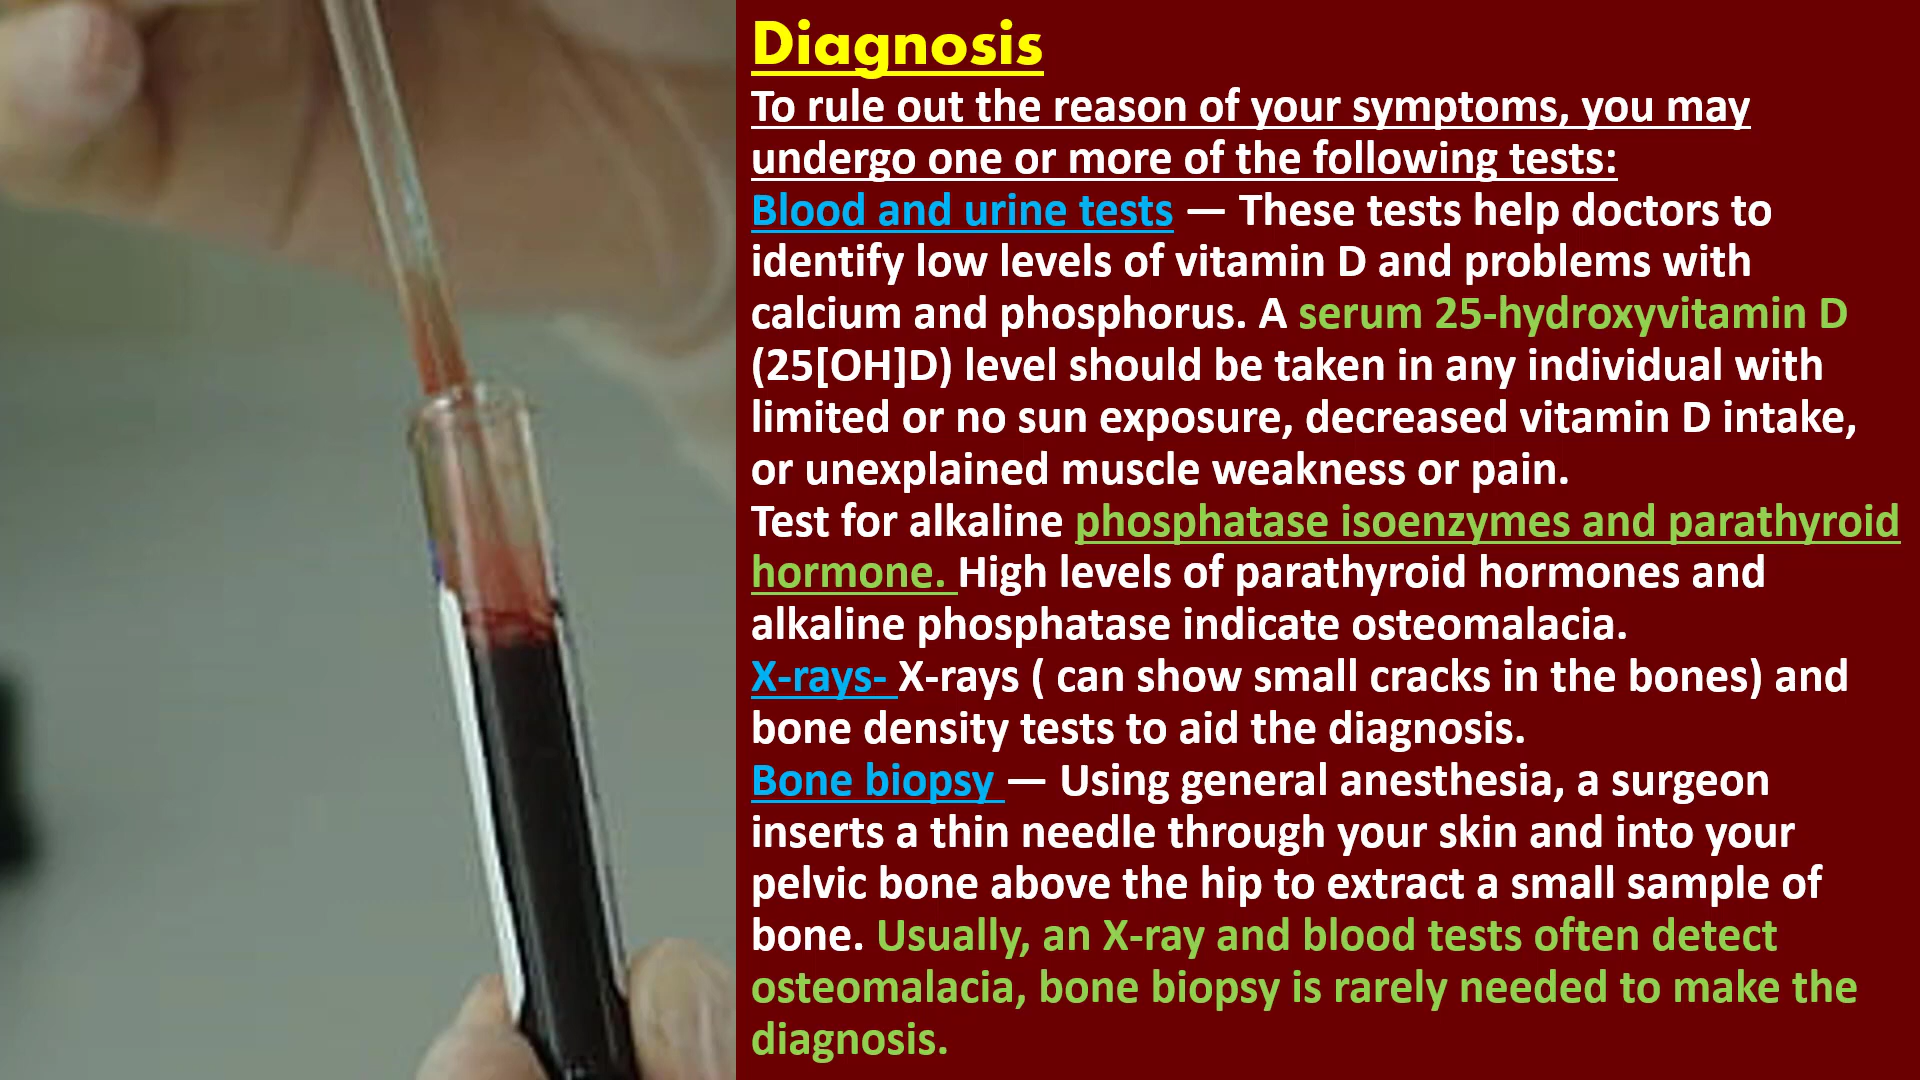 Diagnosis
To rule out the reason of your symptoms, you may
undergo one or more of the following tests:
Blood and urine tests — These tests help doctors to
identify low levels of vitamin D and problems with
calcium and phosphorus. A serum 25-hydroxyvitamin D
(25[OH]D) level should be taken in any individual with
limited or no sun exposure, decreased vitamin D intake,
or unexplained muscle weakness or pain.
Test for alkaline phosphatase isoenzymes and parathyroid
hormone. High levels of parathyroid hormones and
alkaline phosphatase indicate osteomalacia.
X-rays- X-rays ( can show small cracks in the bones) and
bone density tests to aid the diagnosis.
Bone biopsy — Using general anesthesia, a surgeon
inserts a thin needle through your skin and into your
pelvic bone above the hip to extract a small sample of
bone. Usually, an X-ray and blood tests often detect
osteomalacia, bone biopsy is rarely needed to make the
diagnosis.